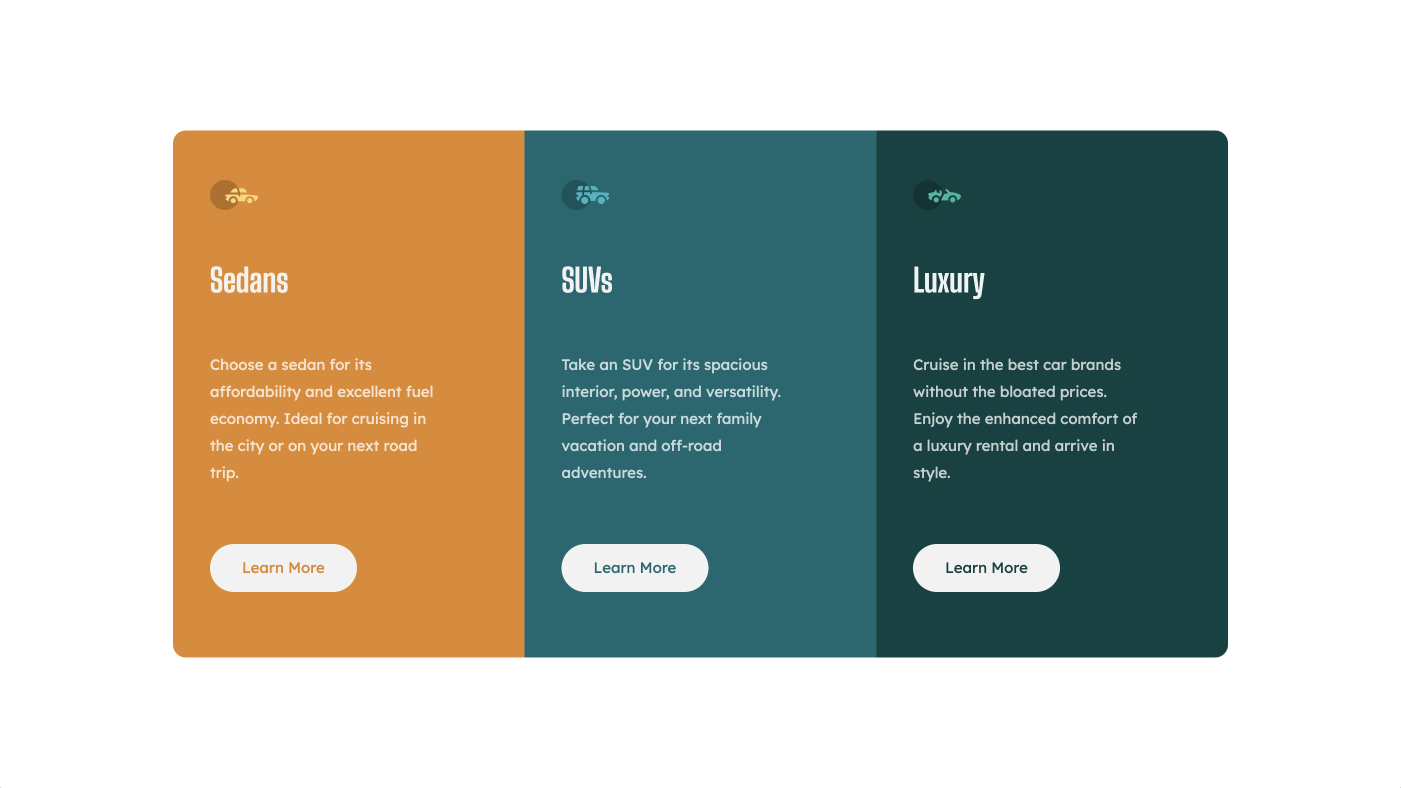 Sedans
Choose a sedan for its
affordability and excellent fuel
economy. Ideal for cruising in
the city or on your next road
trip.
Learn More
SUVs
Take an SUV for its spacious
interior, power, and versatility.
Perfect for your next family
vacation and off-road
adventures.
Learn More
Luxury
Cruise in the best car brands
without the bloated prices.
Enjoy the enhanced comfort of
a luxury rental and arrive in
style.
Learn More